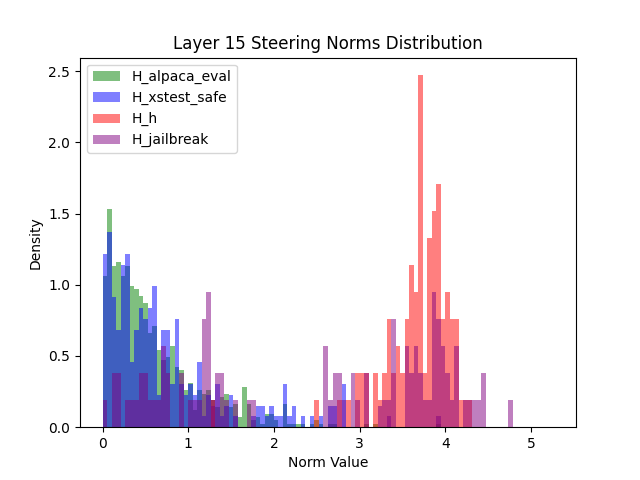 Layer 15 Steering Norms Distribution
H_alpaca_eval
H_xstest_safe
H_h
H_jailbreak
2.5
2.0
1.5
1.0
0.5
0.0
Density
0 1 2 3 4 5
Norm Value